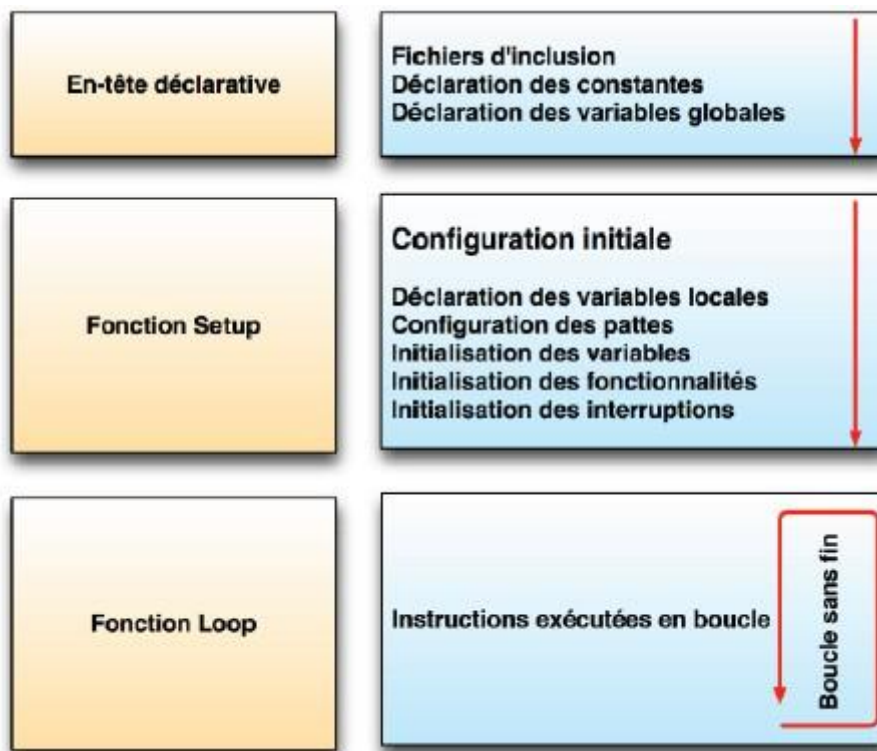 En-tête déclarative
Fichiers d'inclusion
Déclaration des constantes
Déclaration des variables globales
Fonction Setup
Configuration initiale
Déclaration des variables locales
Configuration des pattes
Initialisation des variables
Initialisation des fonctionnalités
Initialisation des interruptions
Fonction Loop
Instructions exécutées en boucle
Boucle sans fin